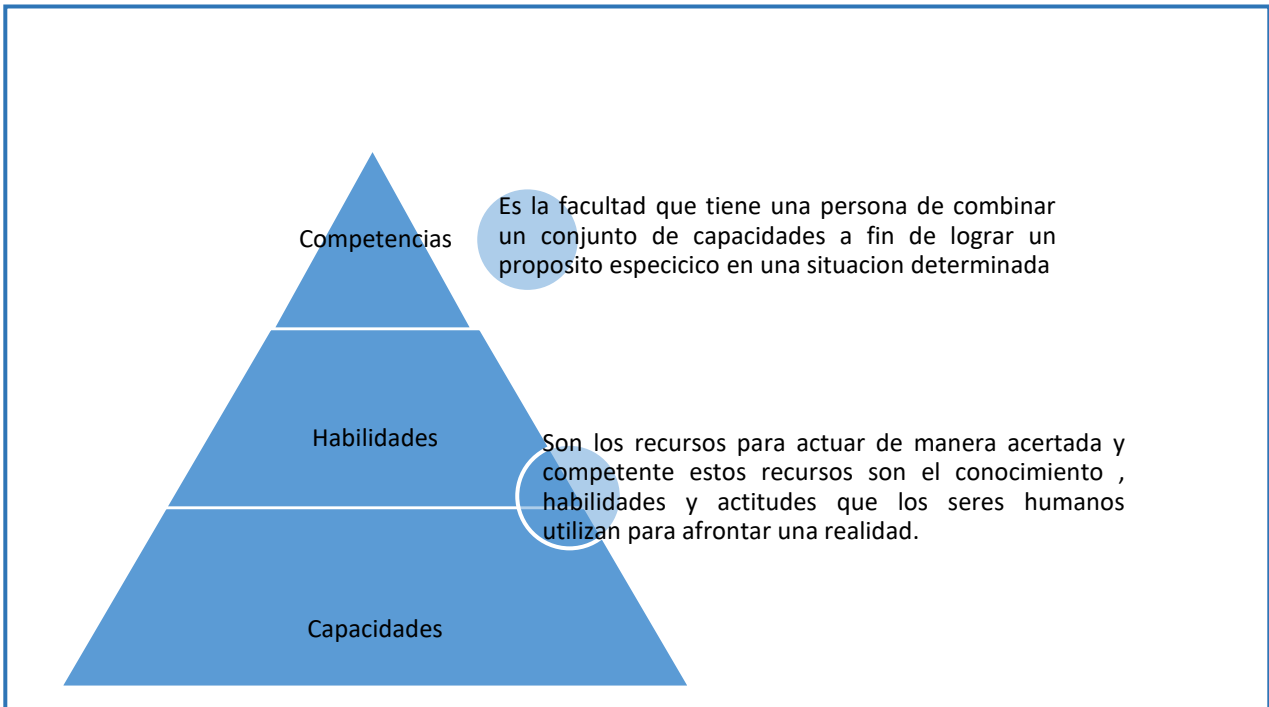 Competencias
Es la facultad que tiene una persona de combinar
un conjunto de capacidades a fin de lograr un
proposito especicico en una situacion determinada
Habilidades
Son los recursos para actuar de manera acertada y
competente estos recursos son el conocimiento ,
habilidades y actitudes que los seres humanos
utilizan para afrontar una realidad.
Capacidades